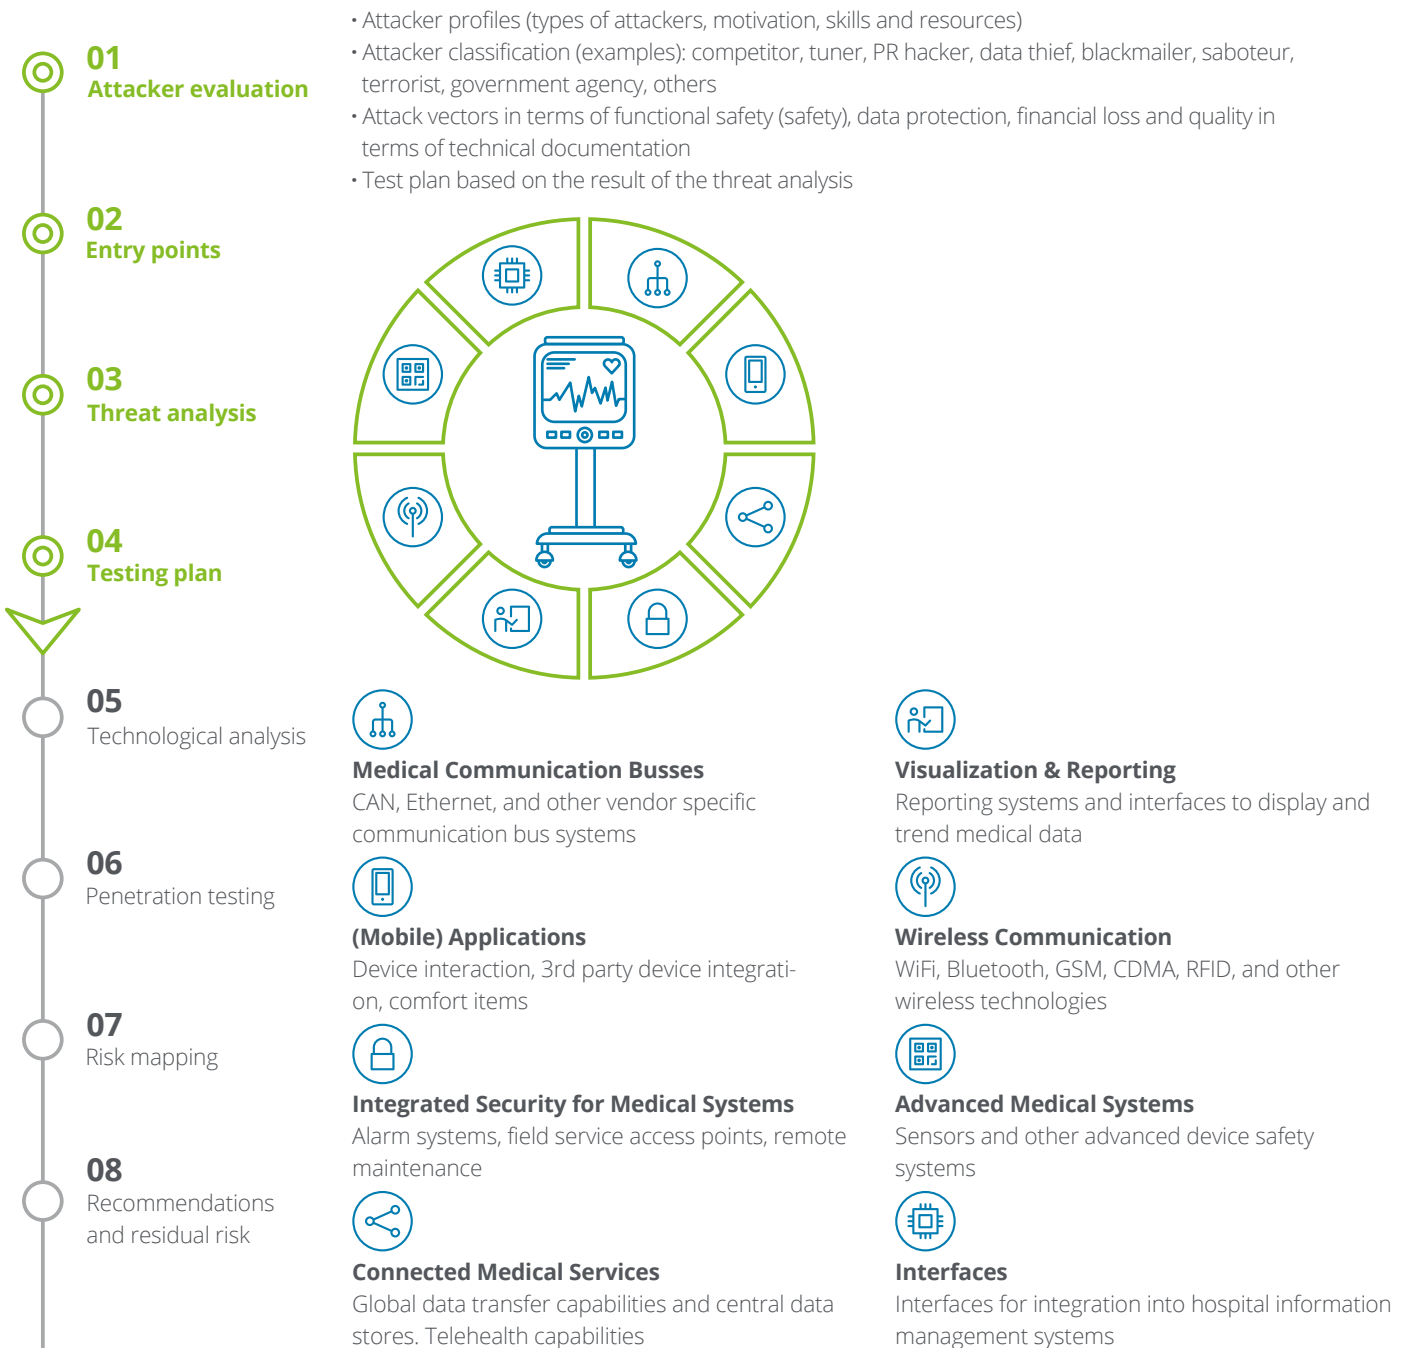 • Attacker profiles (types of attackers, motivation, skills and resources)
• Attacker classification (examples): competitor, tuner, PR hacker, data thief, blackmailer, saboteur,
terrorist, government agency, others
• Attack vectors in terms of functional safety (safety), data protection, financial loss and quality in
terms of technical documentation
• Test plan based on the result of the threat analysis
01
Attacker evaluation
02
Entry points
03
Threat analysis
04
Testing plan
05
Technological analysis
06
Penetration testing
07
Risk mapping
08
Recommendations
and residual risk
Medical Communication Busses
CAN, Ethernet, and other vendor specific
communication bus systems
(Mobile) Applications
Device interaction, 3rd party device integrati-
on, comfort items
Integrated Security for Medical Systems
Alarm systems, field service access points, remote
maintenance
Connected Medical Services
Global data transfer capabilities and central data
stores. Telehealth capabilities
Visualization & Reporting
Reporting systems and interfaces to display and
trend medical data
Wireless Communication
WiFi, Bluetooth, GSM, CDMA, RFID, and other
wireless technologies
Advanced Medical Systems
Sensors and other advanced device safety
systems
Interfaces
Interfaces for integration into hospital information
management systems